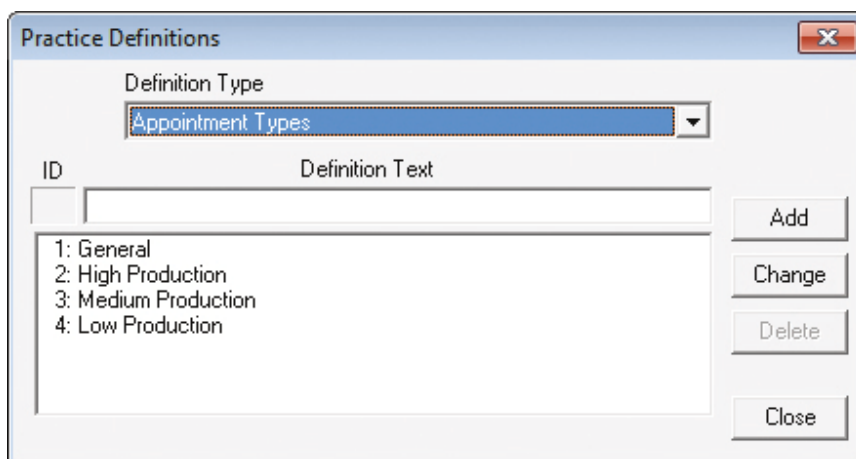 Practice Definitions
Definition Type
Appointment Types
ID Definition Text
Add
1: General
2: High Production
Change
3: Medium Production
4: Low Production
Delete
Close